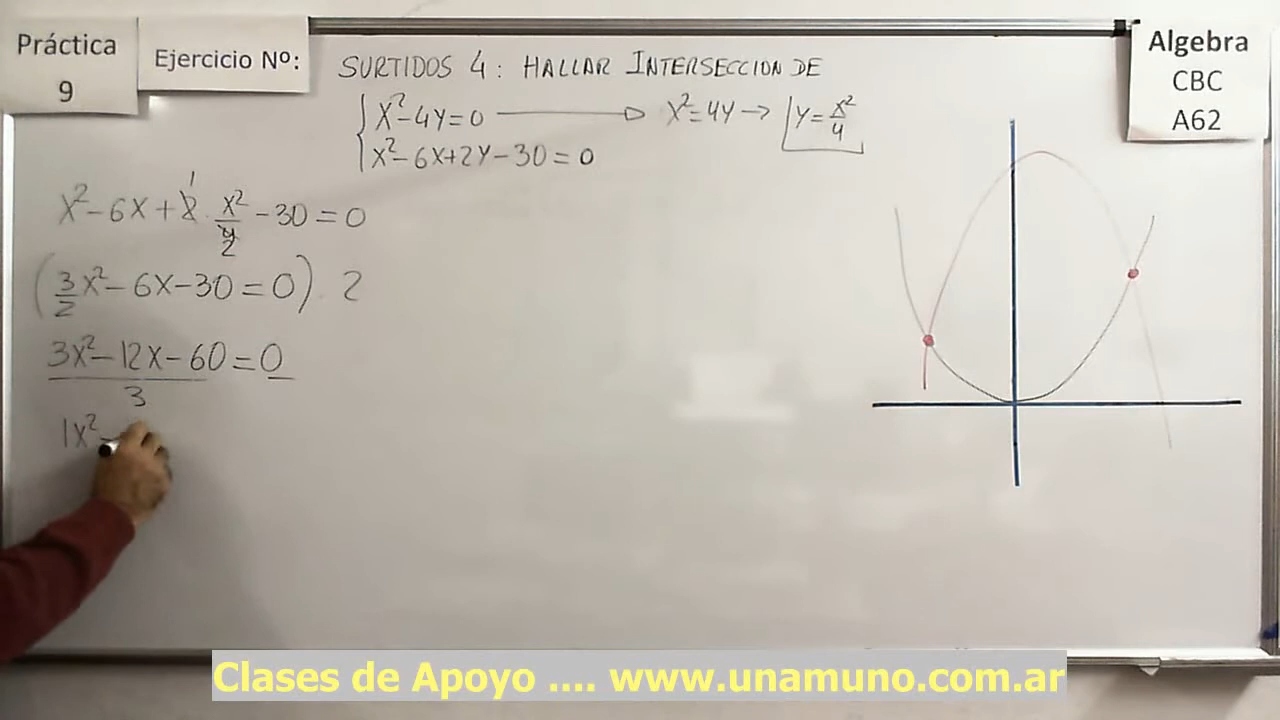 Práctica
9
Ejercicio Nº:
SURTIDOS 4: HALLAR INTERSECCION DE
X²-4Y=0 → X²=4Y → Y=X²/4
X²-6X+2Y-30=0
Algebra
CBC
A62
X²-6X+2·X²/4-30=0
1
2
(3/2X²-6X-30=0)·2
3X²-12X-60=0
3
1X²-
Clases de Apoyo .... www.unamuno.com.ar